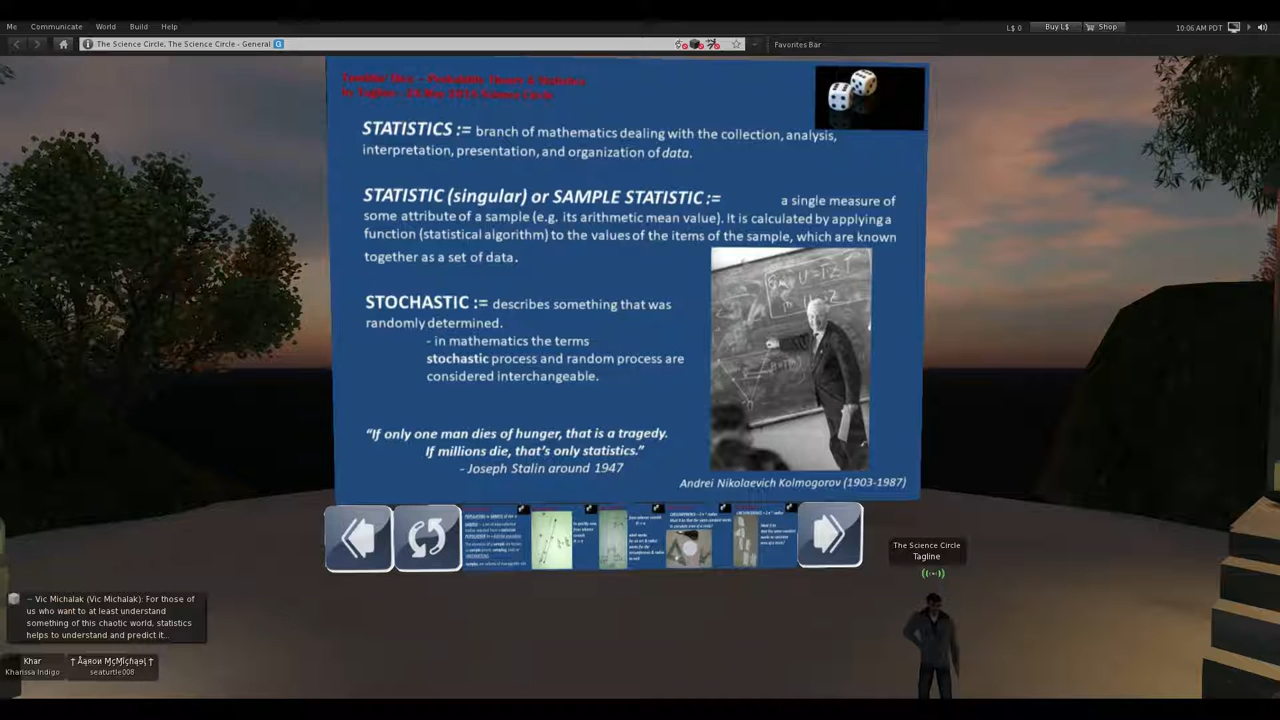 Me Communicate World Build Help
L$ 0 Buy L$ Shop 10:06 AM PDT
The Science Circle, The Science Circle - General G
Favorites Bar
STATISTICS := branch of mathematics dealing with the collection, analysis,
interpretation, presentation, and organization of data.
STATISTIC (singular) or SAMPLE STATISTIC := a single measure of
some attribute of a sample (e.g. its arithmetic mean value). It is calculated by applying a
function (statistical algorithm) to the values of the items of the sample, which are known
together as a set of data.
STOCHASTIC := describes something that was
randomly determined.
- in mathematics the terms
stochastic process and random process are
considered interchangeable.
“If only one man dies of hunger, that is a tragedy.
If millions die, that’s only statistics.”
- Joseph Stalin around 1947
Andrei Nikolaevich Kolmogorov (1903-1987)
The Science Circle
Tagline
-- Vic Michalak (Vic Michalak): For those of
us who want to at least understand
something of this chaotic world, statistics
helps to understand and predict it...
Khar
Kharissa Indigo
seaturtle008